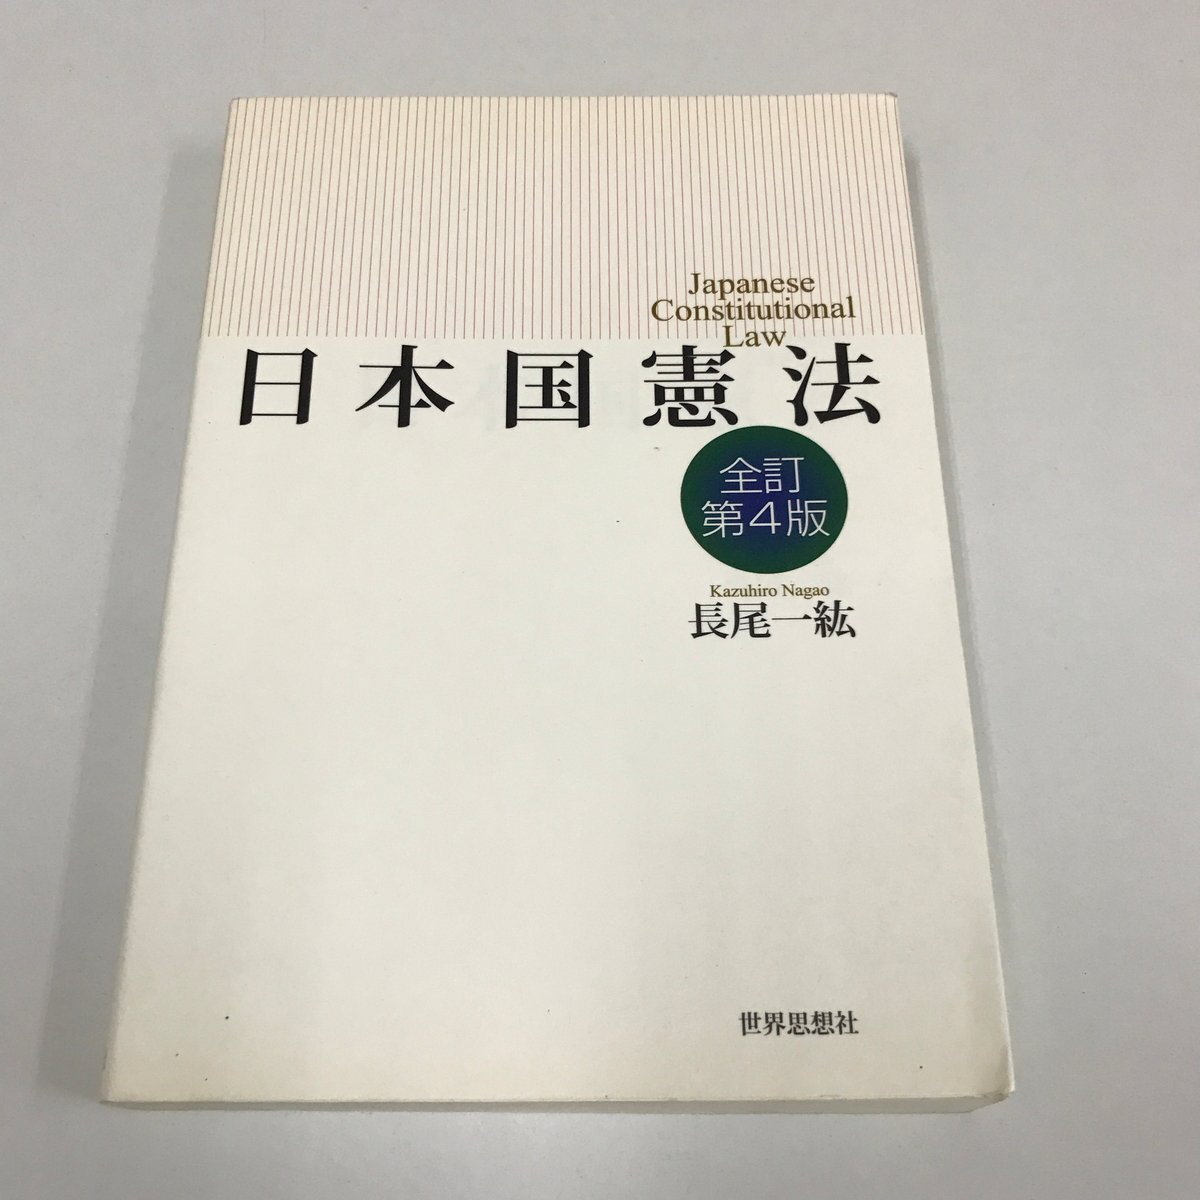 Japanese
Constitutional
Law
日本国憲法
全訂
第4版
Kazuhiro Nagao
長尾一紘
世界思想社